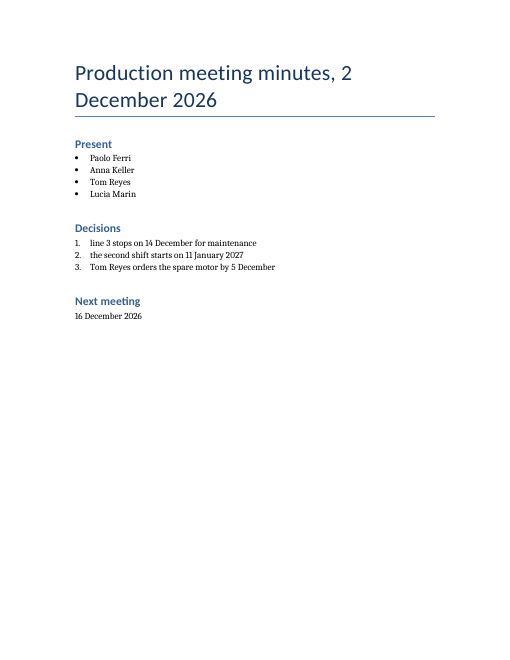 Production meeting minutes, 2
December 2026
Present
• Paolo Ferri
• Anna Keller
• Tom Reyes
• Lucia Marin
Decisions
1. line 3 stops on 14 December for maintenance
2. the second shift starts on 11 January 2027
3. Tom Reyes orders the spare motor by 5 December
Next meeting
16 December 2026